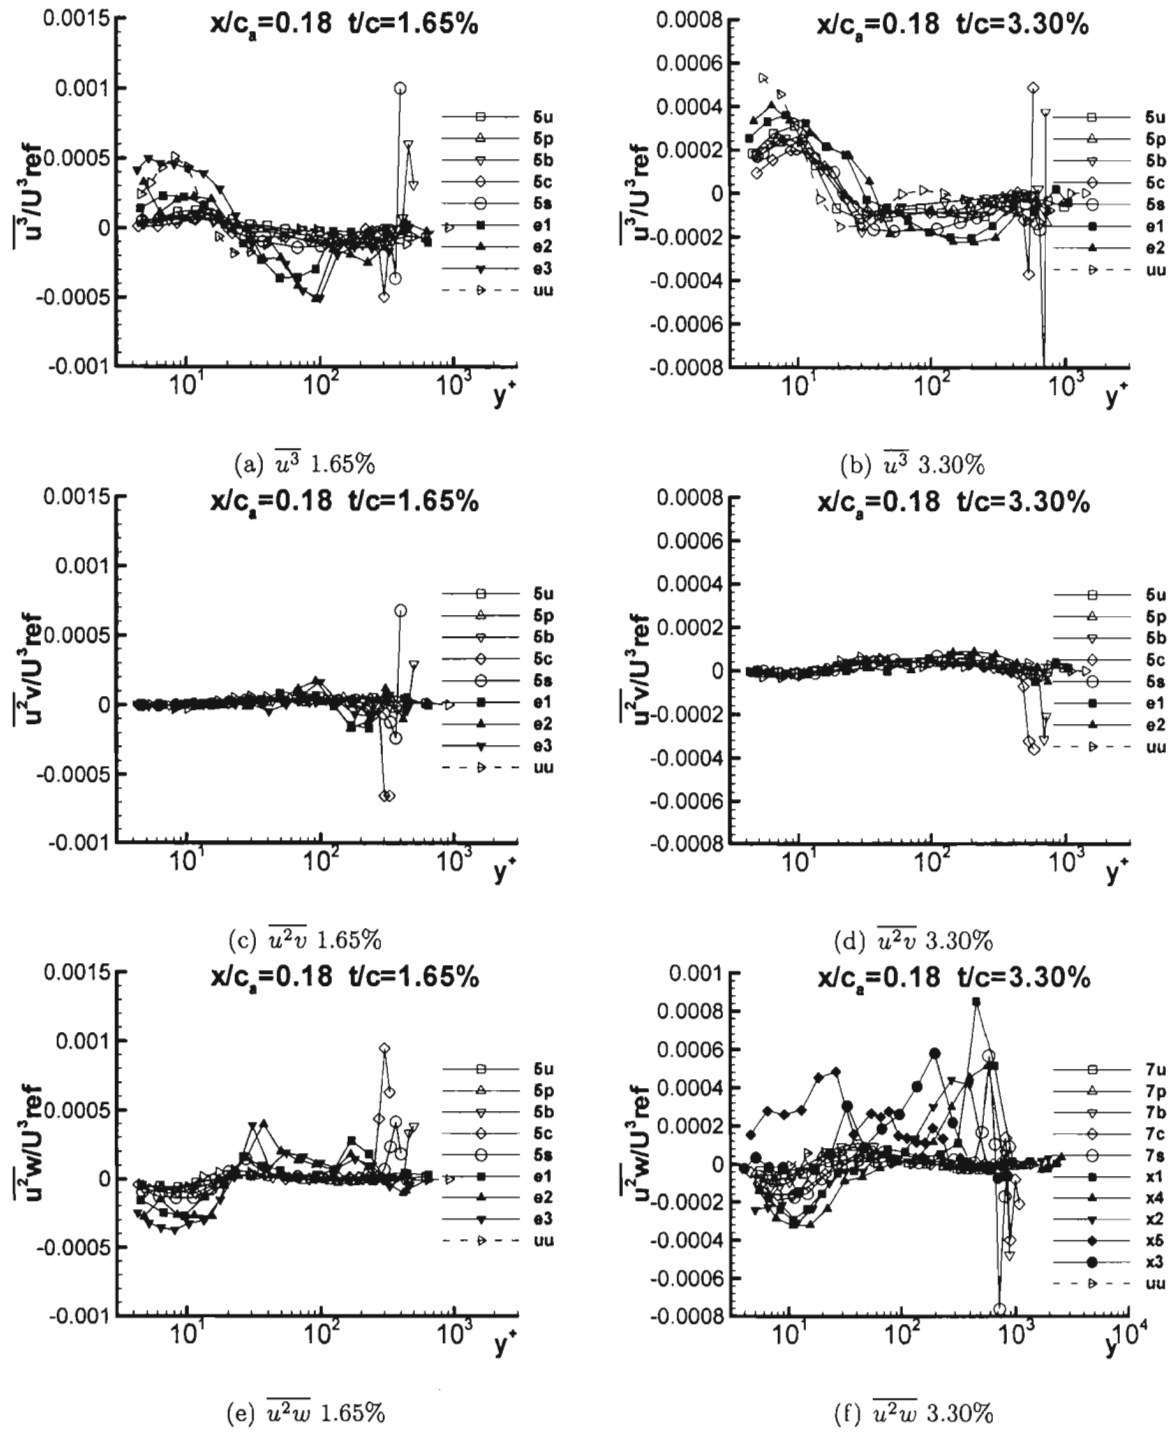 x/cₐ=0.18 t/c=1.65%
u³/U³ref
0.0015
0.001
0.0005
0
-0.0005
-0.001
10¹ 10² 10³
y⁺
5u
5p
5b
5c
5s
e1
e2
e3
uu
(a) u³ 1.65%
x/cₐ=0.18 t/c=3.30%
u³/U³ref
0.0008
0.0006
0.0004
0.0002
0
-0.0002
-0.0004
-0.0006
-0.0008
10¹ 10² 10³
y⁺
5u
5p
5b
5c
5s
e1
e2
uu
(b) u³ 3.30%
x/cₐ=0.18 t/c=1.65%
u²v/U³ref
0.0015
0.001
0.0005
0
-0.0005
-0.001
10¹ 10² 10³
y⁺
5u
5p
5b
5c
5s
e1
e2
e3
uu
(c) u²v 1.65%
x/cₐ=0.18 t/c=3.30%
u²v/U³ref
0.0008
0.0006
0.0004
0.0002
0
-0.0002
-0.0004
-0.0006
-0.0008
10¹ 10² 10³
y⁺
5u
5p
5b
5c
5s
e1
e2
uu
(d) u²v 3.30%
x/cₐ=0.18 t/c=1.65%
u²w/U³ref
0.0015
0.001
0.0005
0
-0.0005
-0.001
10¹ 10² 10³
y⁺
5u
5p
5b
5c
5s
e1
e2
e3
uu
(e) u²w 1.65%
x/cₐ=0.18 t/c=3.30%
u²w/U³ref
0.001
0.0008
0.0006
0.0004
0.0002
0
-0.0002
-0.0004
-0.0006
-0.0008
10¹ 10² 10³ 10⁴
y
7u
7p
7b
7c
7s
x1
x4
x2
x5
x3
uu
(f) u²w 3.30%